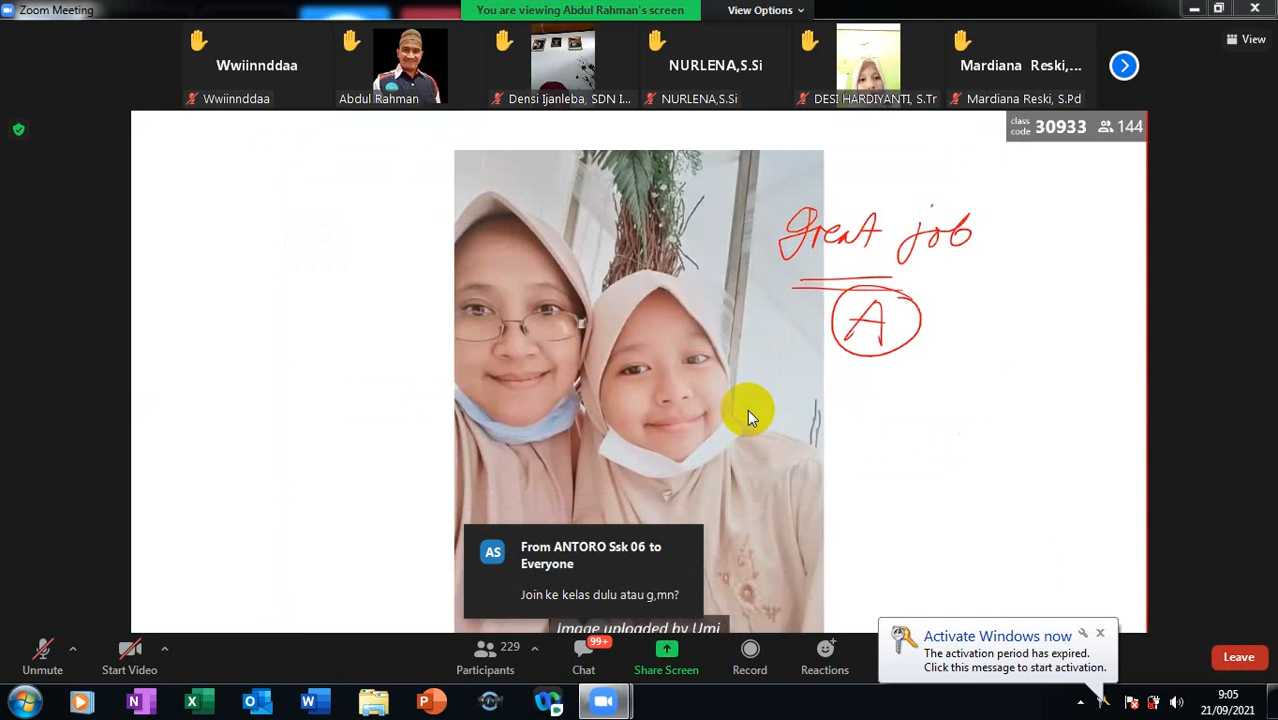 Zoom Meeting
You are viewing Abdul Rahman's screen
View Options
View
Wwiinnddaa
NURLENA,S.Si
Mardiana Reski,...
Wwiinnddaa
Abdul Rahman
Densi Ijanleba, SDN I...
NURLENA,S.Si
DESI HARDIYANTI, S.Tr
Mardiana Reski, S.Pd
class code 30933 144
Great job
A
AS
From ANTORO Ssk 06 to
Everyone
Join ke kelas dulu atau g,mn?
Image uploaded by Umi
Activate Windows now
The activation period has expired.
Click this message to start activation.
229
99+
Unmute
Start Video
Participants
Chat
Share Screen
Record
Reactions
Leave
9:05
21/09/2021